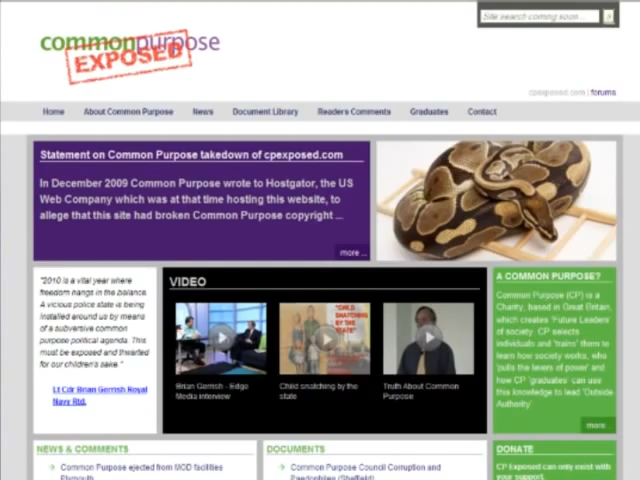 Site search coming soon ...
commonpurpose
EXPOSED
cpexposed.com | forums
Home About Common Purpose News Document Library Readers Comments Graduates Contact
Statement on Common Purpose takedown of cpexposed.com
In December 2009 Common Purpose wrote to Hostgator, the US
Web Company which was at that time hosting this website, to
allege that this site had broken Common Purpose copyright ...
more ...
"2010 is a vital year where
freedom hangs in the balance.
A vicious police state is being
installed around us by means
of a subversive common
purpose political agenda. This
must be exposed and thwarted
for our children's sake."
Lt Cdr Brian Gerrish Royal
Navy Rtd.
VIDEO
"CHILD
SNATCHING
BY THE
STATE"
Brian Gerrish - Edge
Media interview
Child snatching by the
state
Truth About Common
Purpose
A COMMON PURPOSE?
Common Purpose (CP) is a
Charity, based in Great Britain,
which creates 'Future Leaders'
of society. CP selects
individuals and 'trains' them to
learn how society works, who
'pulls the levers of power' and
how CP 'graduates' can use
this knowledge to lead 'Outside
Authority'.
more
NEWS & COMMENTS
Common Purpose ejected from MOD facilities
Plymouth
DOCUMENTS
Common Purpose Council Corruption and
Paedophiles (Sheffield)
DONATE
CP Exposed can only exist with
your support.